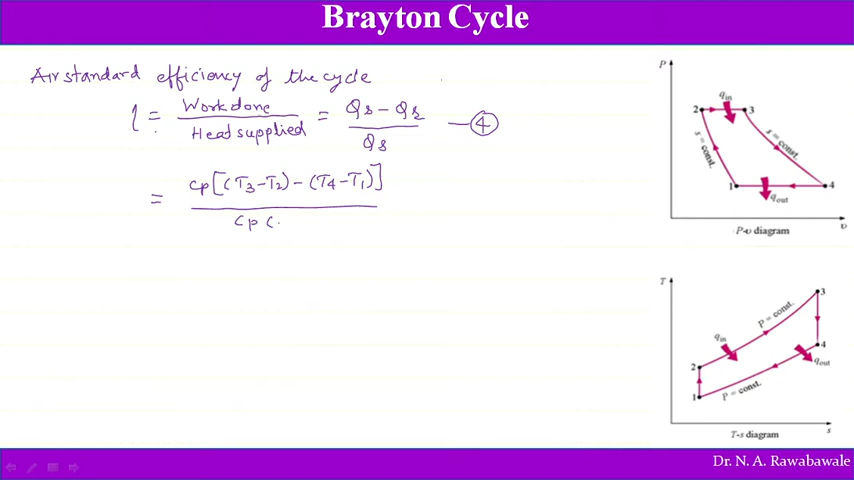 Brayton Cycle
Air standard efficiency of the cycle
η = Work done / Heat supplied = Qs - QR / Qs — 4
= Cp[(T3-T2) - (T4-T1)] / Cp (
P
qin
2
3
s = const.
s = const.
1
4
qout
v
P-v diagram
T
3
P = const.
qin
4
2
qout
1
P = const.
s
T-s diagram
Dr. N. A. Rawabawale